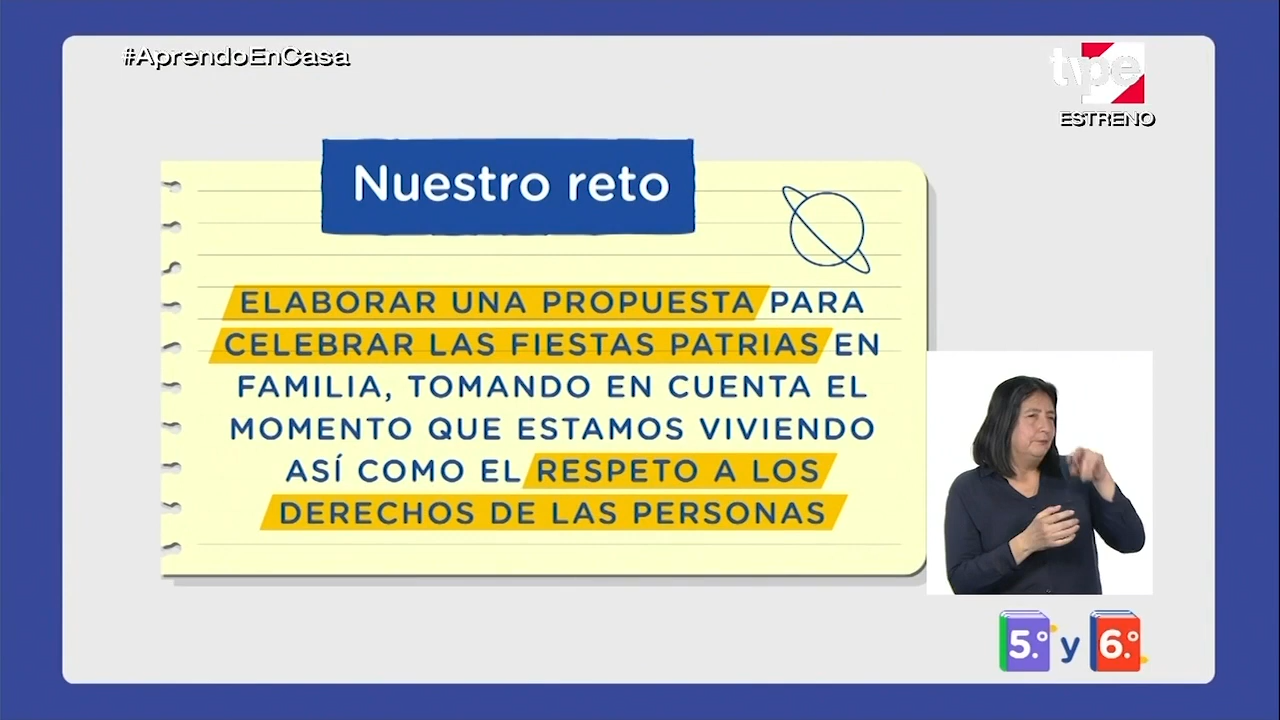 #AprendoEnCasa
tvpe
ESTRENO
Nuestro reto
ELABORAR UNA PROPUESTA PARA
CELEBRAR LAS FIESTAS PATRIAS EN
FAMILIA, TOMANDO EN CUENTA EL
MOMENTO QUE ESTAMOS VIVIENDO
ASÍ COMO EL RESPETO A LOS
DERECHOS DE LAS PERSONAS
5.º y 6.º